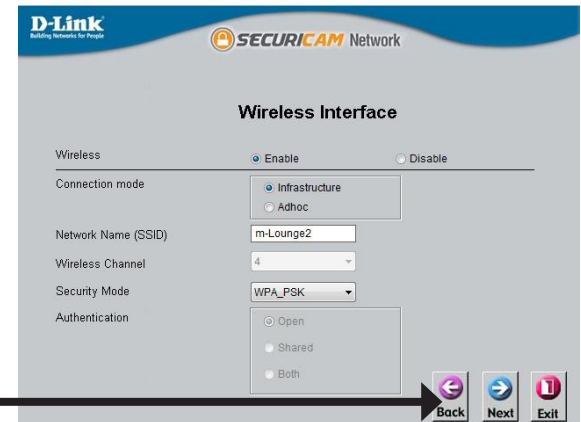 D-Link
Building Networks for People
SECURICAM Network
Wireless Interface
Wireless Enable Disable
Connection mode Infrastructure
Adhoc
Network Name (SSID) m-Lounge2
Wireless Channel 4
Security Mode WPA_PSK
Authentication Open
Shared
Both
Back Next Exit